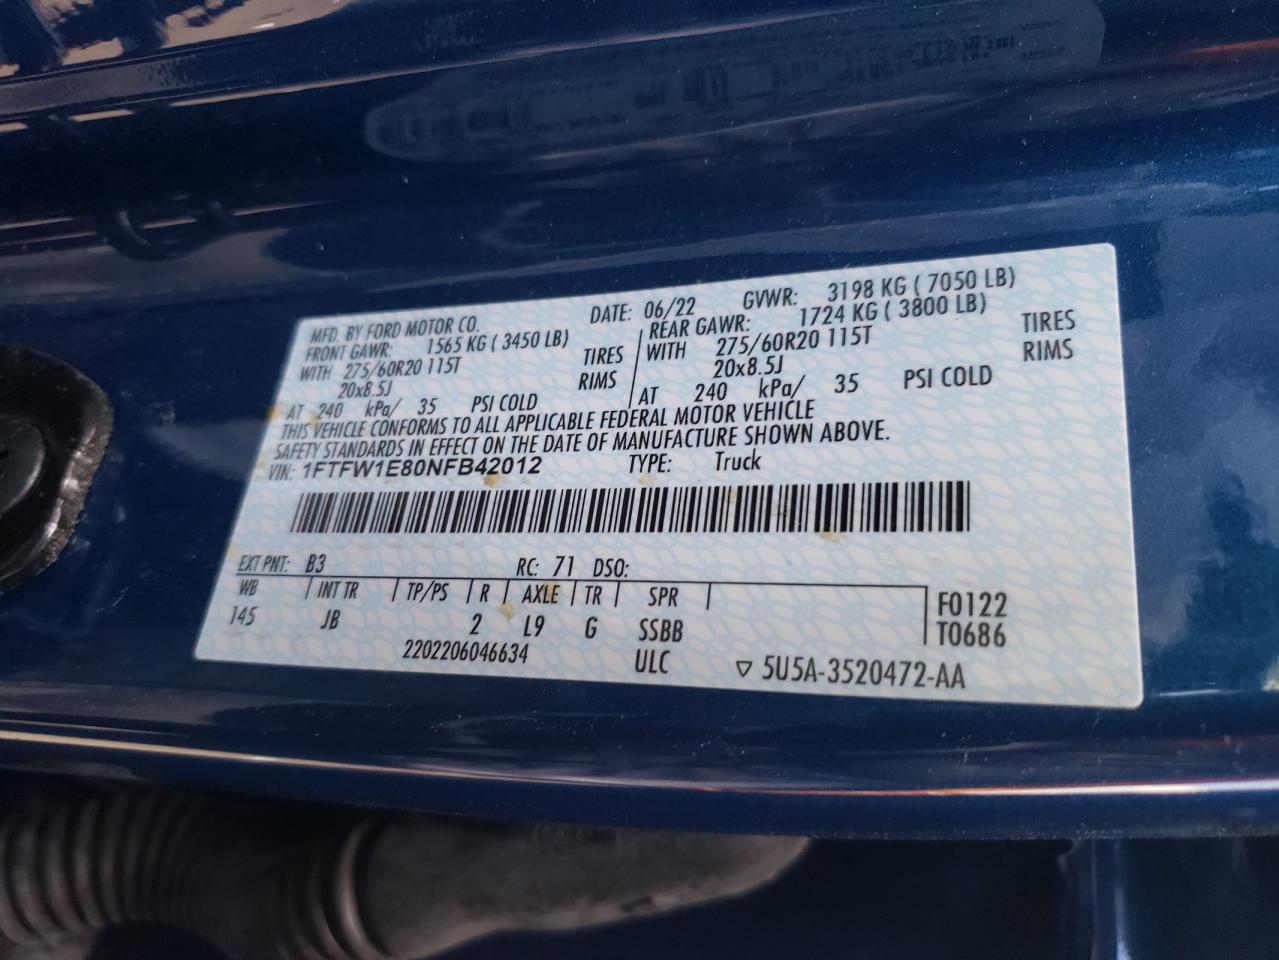 MFD. BY FORD MOTOR CO. DATE: 06/22 GVWR: 3198 KG ( 7050 LB)
FRONT GAWR: 1565 KG ( 3450 LB) REAR GAWR: 1724 KG ( 3800 LB)
WITH 275/60R20 115T TIRES WITH 275/60R20 115T TIRES
20x8.5J RIMS 20x8.5J RIMS
AT 240 kPa/ 35 PSI COLD AT 240 kPa/ 35 PSI COLD
THIS VEHICLE CONFORMS TO ALL APPLICABLE FEDERAL MOTOR VEHICLE
SAFETY STANDARDS IN EFFECT ON THE DATE OF MANUFACTURE SHOWN ABOVE.
VIN: 1FTFW1E80NFB42012 TYPE: Truck
EXT PNT: B3 RC: 71 DSO:
WB INT TR TP/PS R AXLE TR SPR F0122
145 JB 2 L9 G SSBB T0686
2202206046634 ULC ▽ 5U5A-3520472-AA